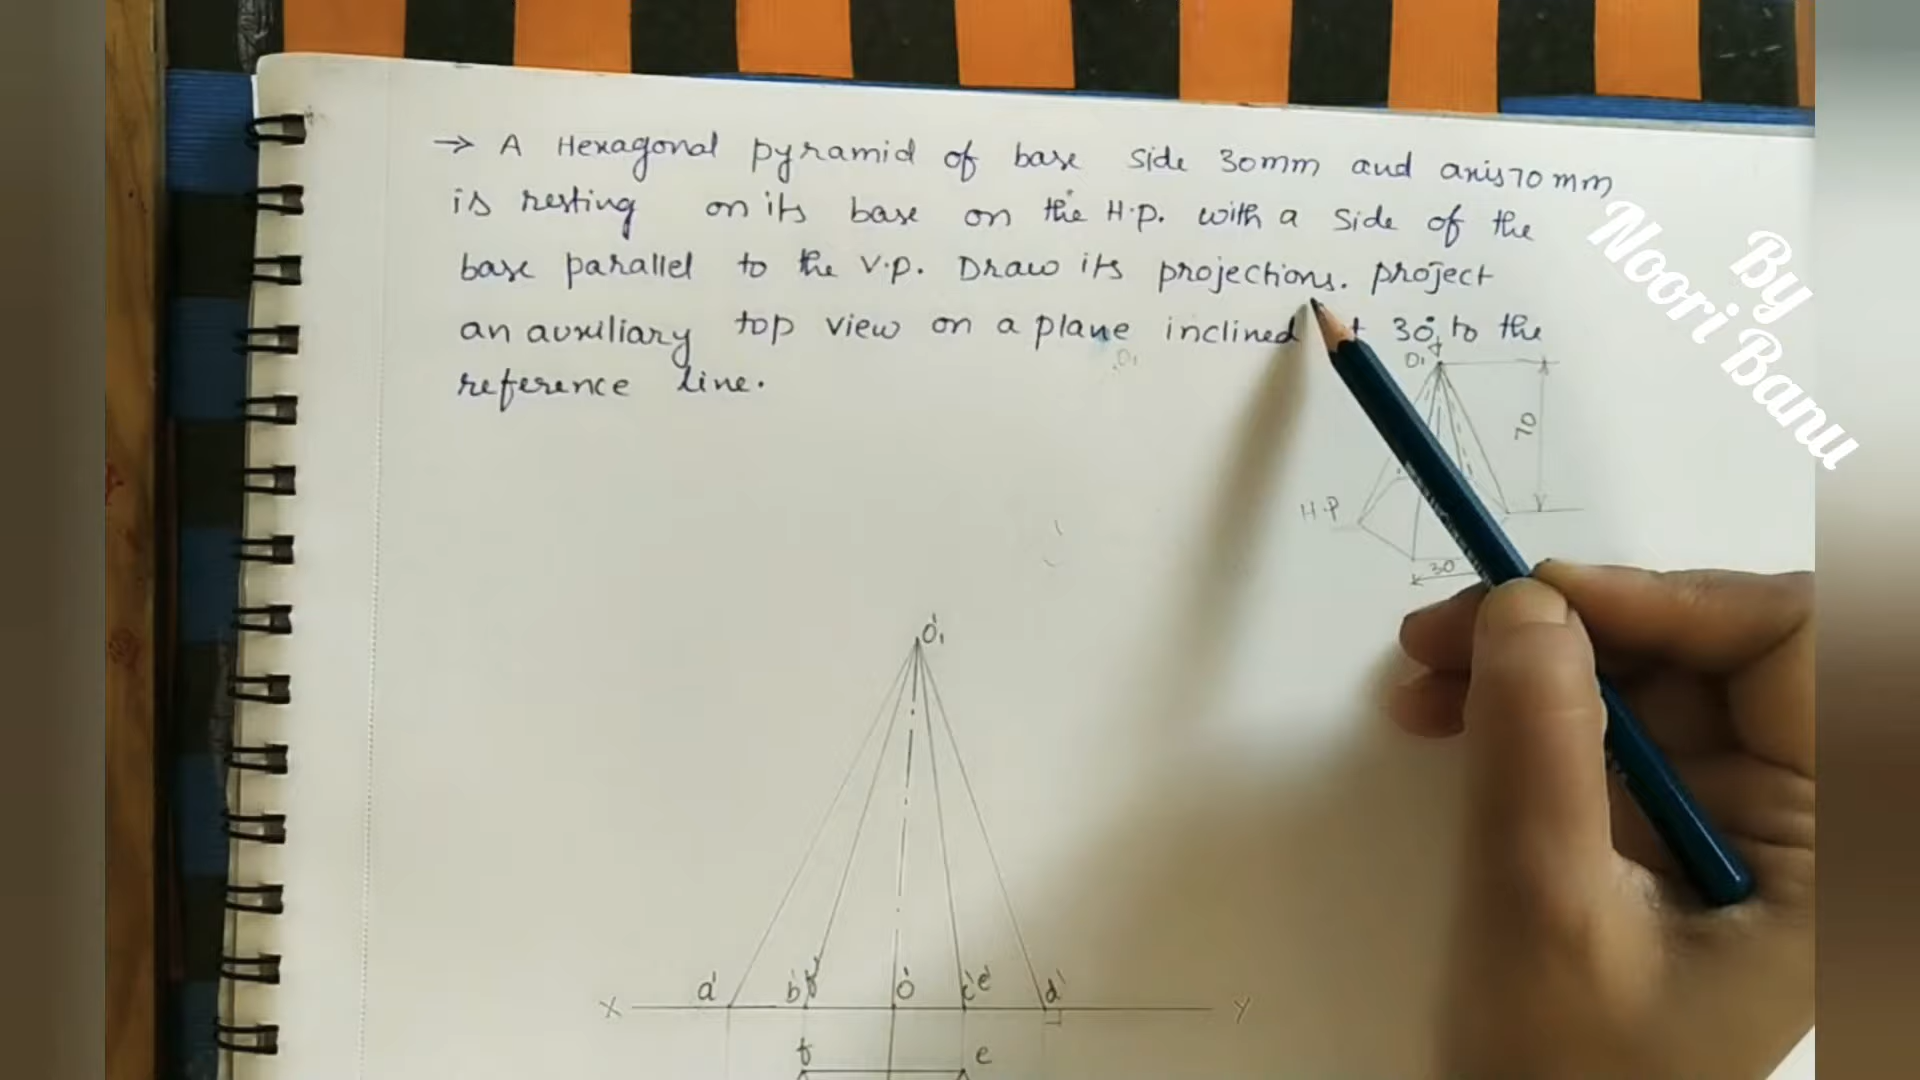 → A Hexagonal pyramid of base side 30mm and axis 70 mm
is resting on its base on the H.P. with a side of the
base parallel to the V.P. Draw its projections. project
an auxiliary top view on a plane inclined 30° to the
reference line.
By
Noori Banu
O₁
O₁
70
H.P
30
O'₁
a' b' f' O' c' e' d'
X Y
f e